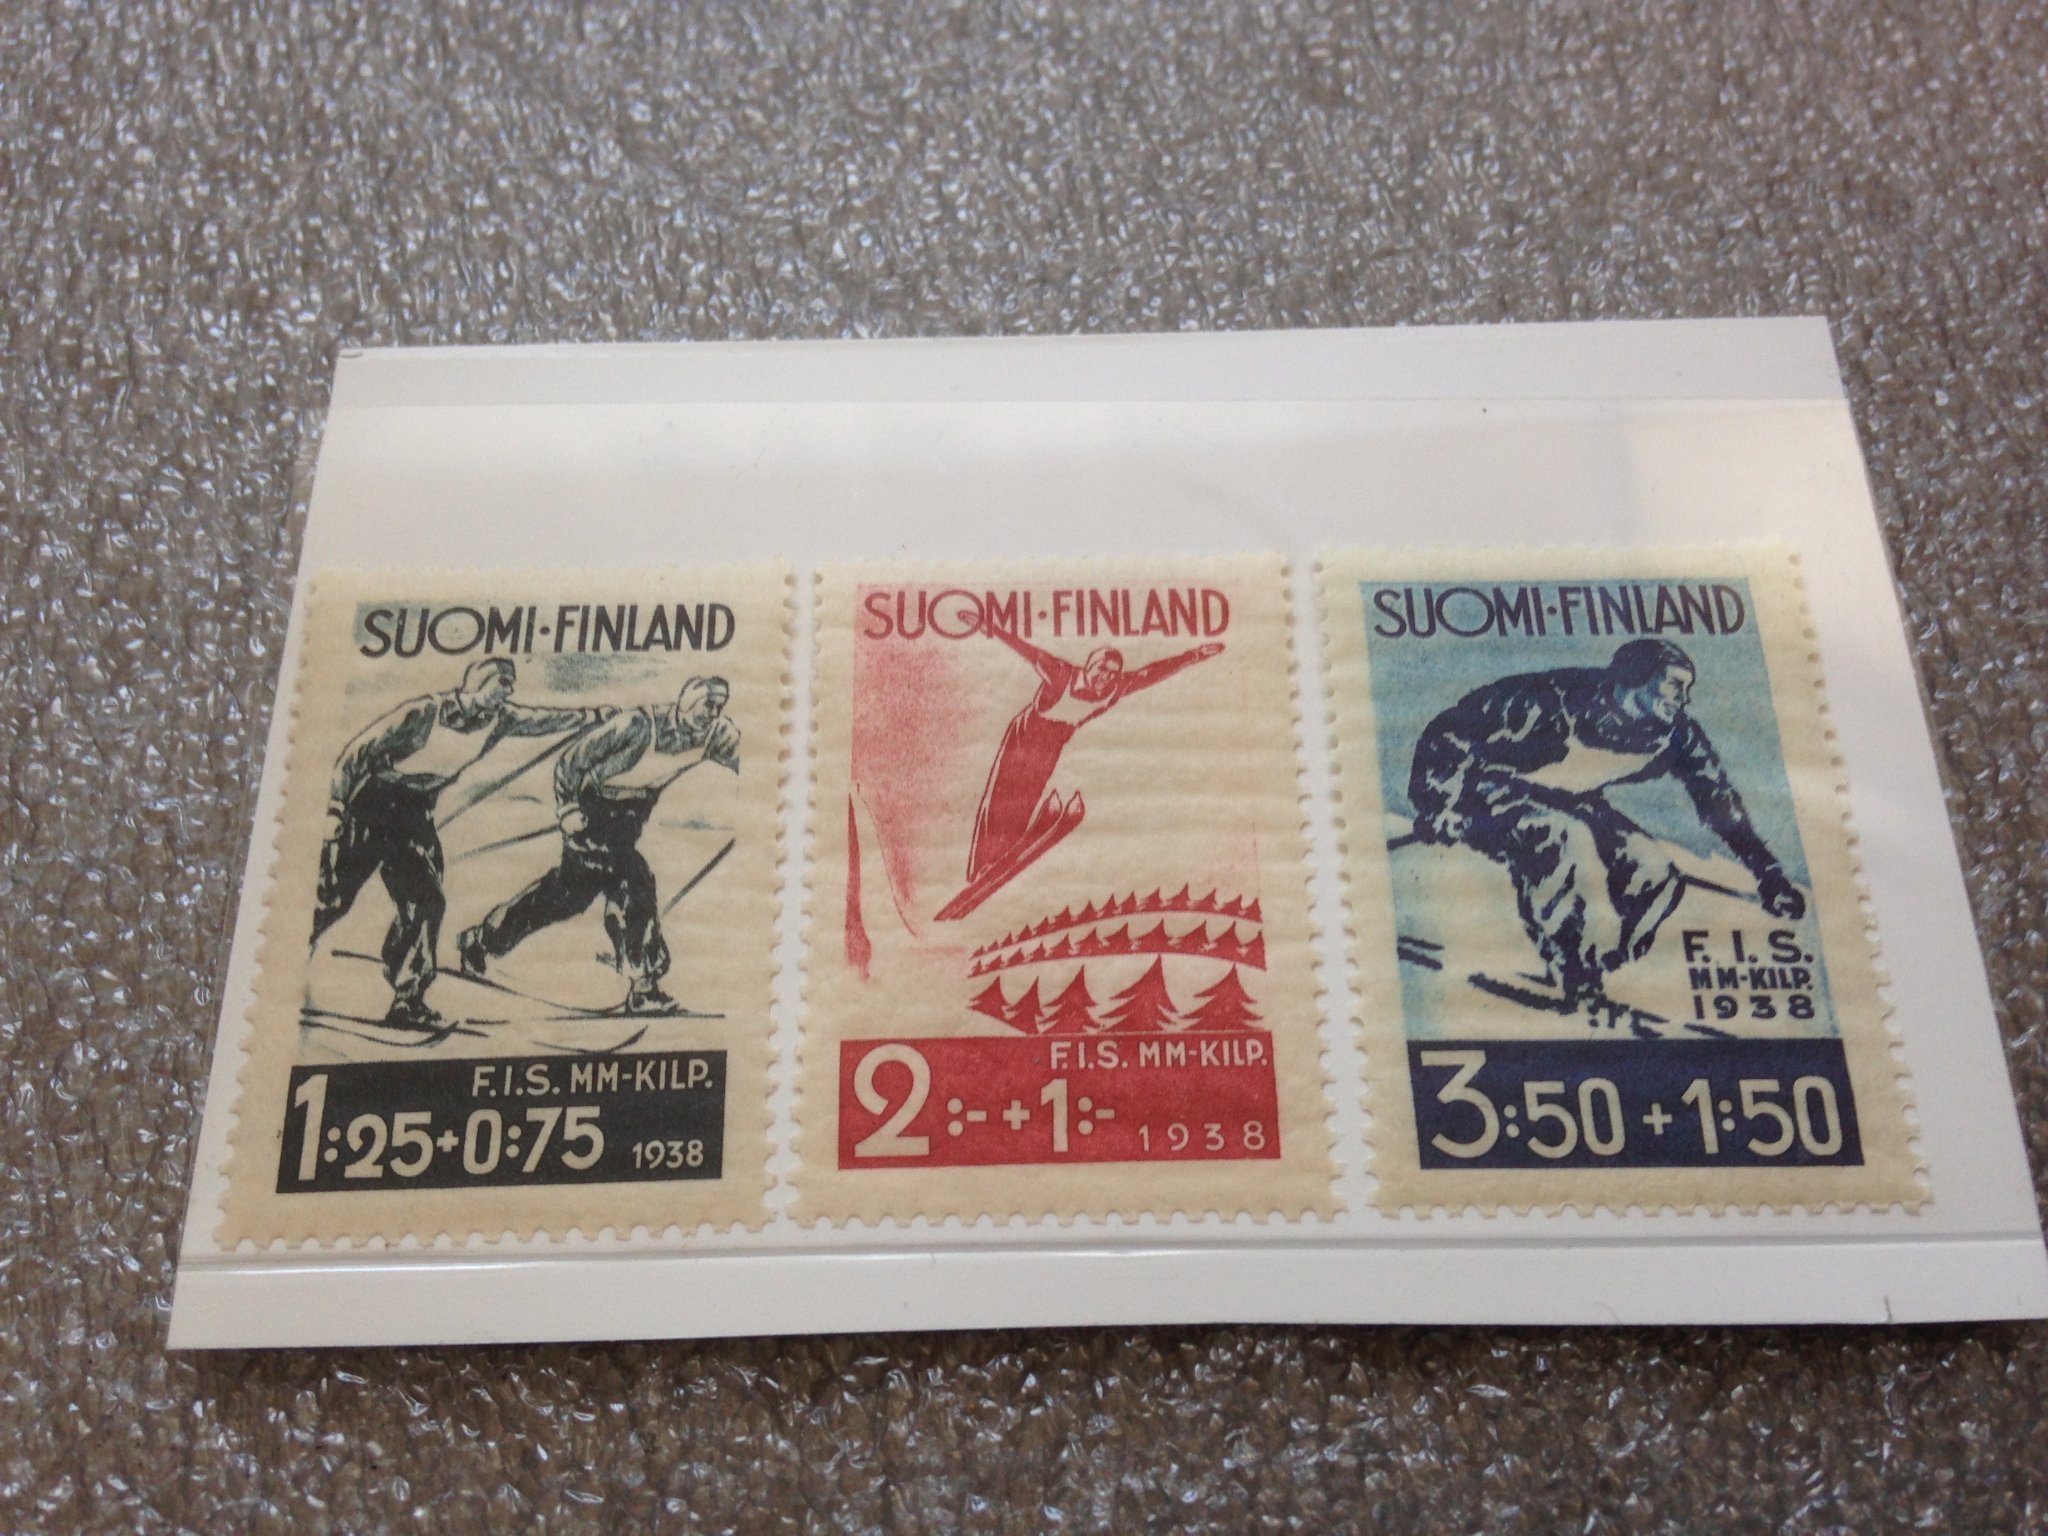 SUOMI·FINLAND
F.I.S. MM-KILP.
1:25+0:75 1938
SUOMI·FINLAND
F.I.S. MM-KILP.
2:-+1:- 1938
SUOMI·FINLAND
F.I.S.
MM-KILP.
1938
3:50+1:50